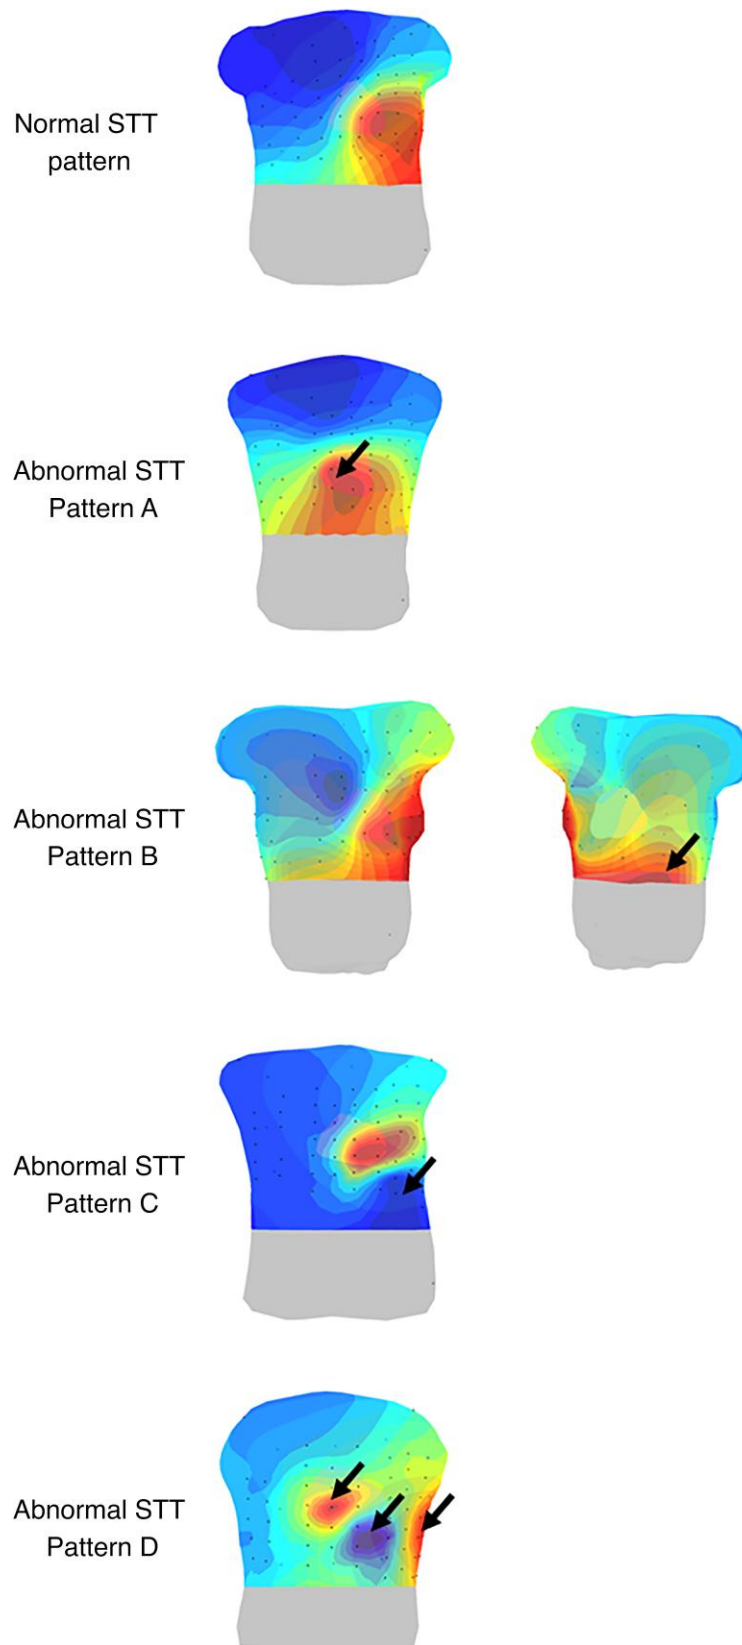 Normal STT
pattern
Abnormal STT
Pattern A
Abnormal STT
Pattern B
Abnormal STT
Pattern C
Abnormal STT
Pattern D